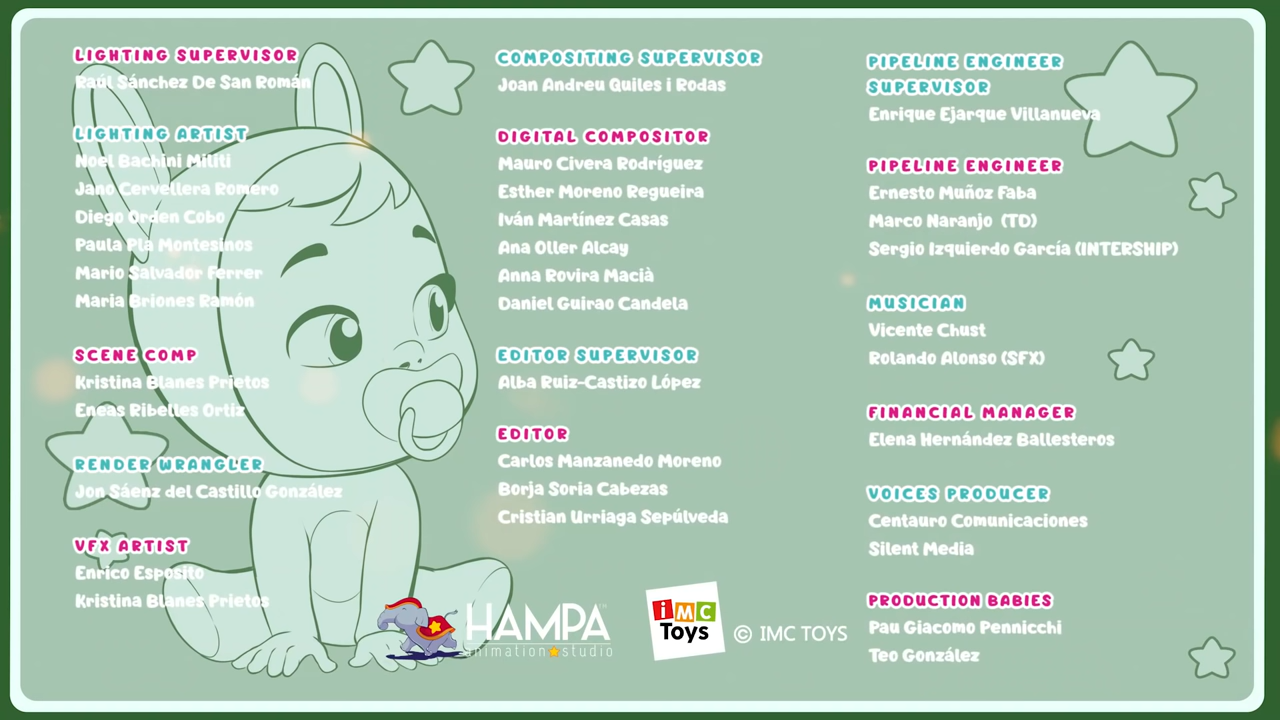 LIGHTING SUPERVISOR
Raúl Sánchez De San Román
LIGHTING ARTIST
Noel Bachini Militi
Jano Cervellera Romero
Diego Orden Cobo
Paula Pla Montesinos
Mario Salvador Ferrer
Maria Briones Ramón
SCENE COMP
Kristina Blanes Prietos
Eneas Ribelles Ortiz
RENDER WRANGLER
Jon Sáenz del Castillo González
VFX ARTIST
Enrico Esposito
Kristina Blanes Prietos
COMPOSITING SUPERVISOR
Joan Andreu Quiles i Rodas
DIGITAL COMPOSITOR
Mauro Civera Rodríguez
Esther Moreno Regueira
Iván Martínez Casas
Ana Oller Alcay
Anna Rovira Macià
Daniel Guirao Candela
EDITOR SUPERVISOR
Alba Ruiz-Castizo López
EDITOR
Carlos Manzanedo Moreno
Borja Soria Cabezas
Cristian Urriaga Sepúlveda
HAMPA™
animation studio
iMC
Toys
© IMC TOYS
PIPELINE ENGINEER
SUPERVISOR
Enrique Ejarque Villanueva
PIPELINE ENGINEER
Ernesto Muñoz Faba
Marco Naranjo (TD)
Sergio Izquierdo García (INTERSHIP)
MUSICIAN
Vicente Chust
Rolando Alonso (SFX)
FINANCIAL MANAGER
Elena Hernández Ballesteros
VOICES PRODUCER
Centauro Comunicaciones
Silent Media
PRODUCTION BABIES
Pau Giacomo Pennicchi
Teo González